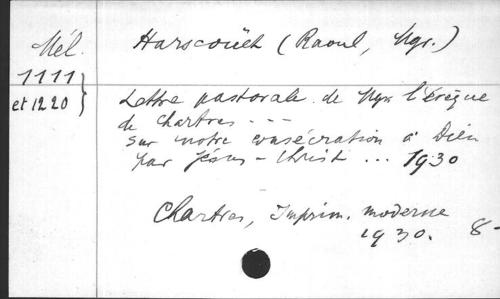 Mél.
1111
et 1220
Harscouët (Raoul, Mgr.)
Lettre pastorale de Mgr l'évêque
de Chartres ---
sur notre consécration à Dieu
par Jésus-Christ ... 1930
Chartres, Imprim. moderne
1930. 8-